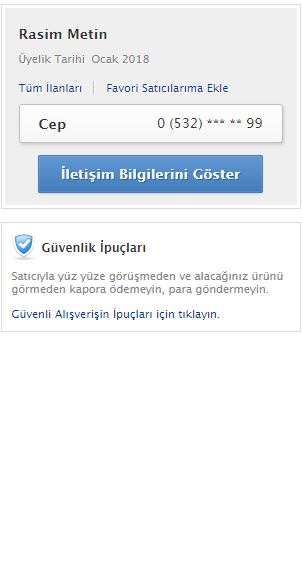 Rasim Metin
Üyelik Tarihi Ocak 2018
Tüm İlanları | Favori Satıcılarıma Ekle
Cep 0 (532) *** ** 99
İletişim Bilgilerini Göster
Güvenlik İpuçları
Satıcıyla yüz yüze görüşmeden ve alacağınız ürünü
görmeden kapora ödemeyin, para göndermeyin.
Güvenli Alışverişin İpuçları için tıklayın.